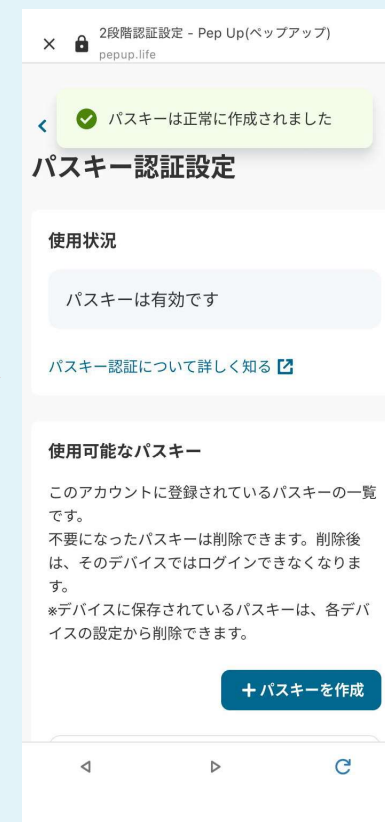 2段階認証設定 - Pep Up(ペップアップ)
pepup.life
パスキーは正常に作成されました
パスキー認証設定
使用状況
パスキーは有効です
パスキー認証について詳しく知る
使用可能なパスキー
このアカウントに登録されているパスキーの一覧
です。
不要になったパスキーは削除できます。削除後
は、そのデバイスではログインできなくなりま
す。
※デバイスに保存されているパスキーは、各デバ
イスの設定から削除できます。
+ パスキーを作成